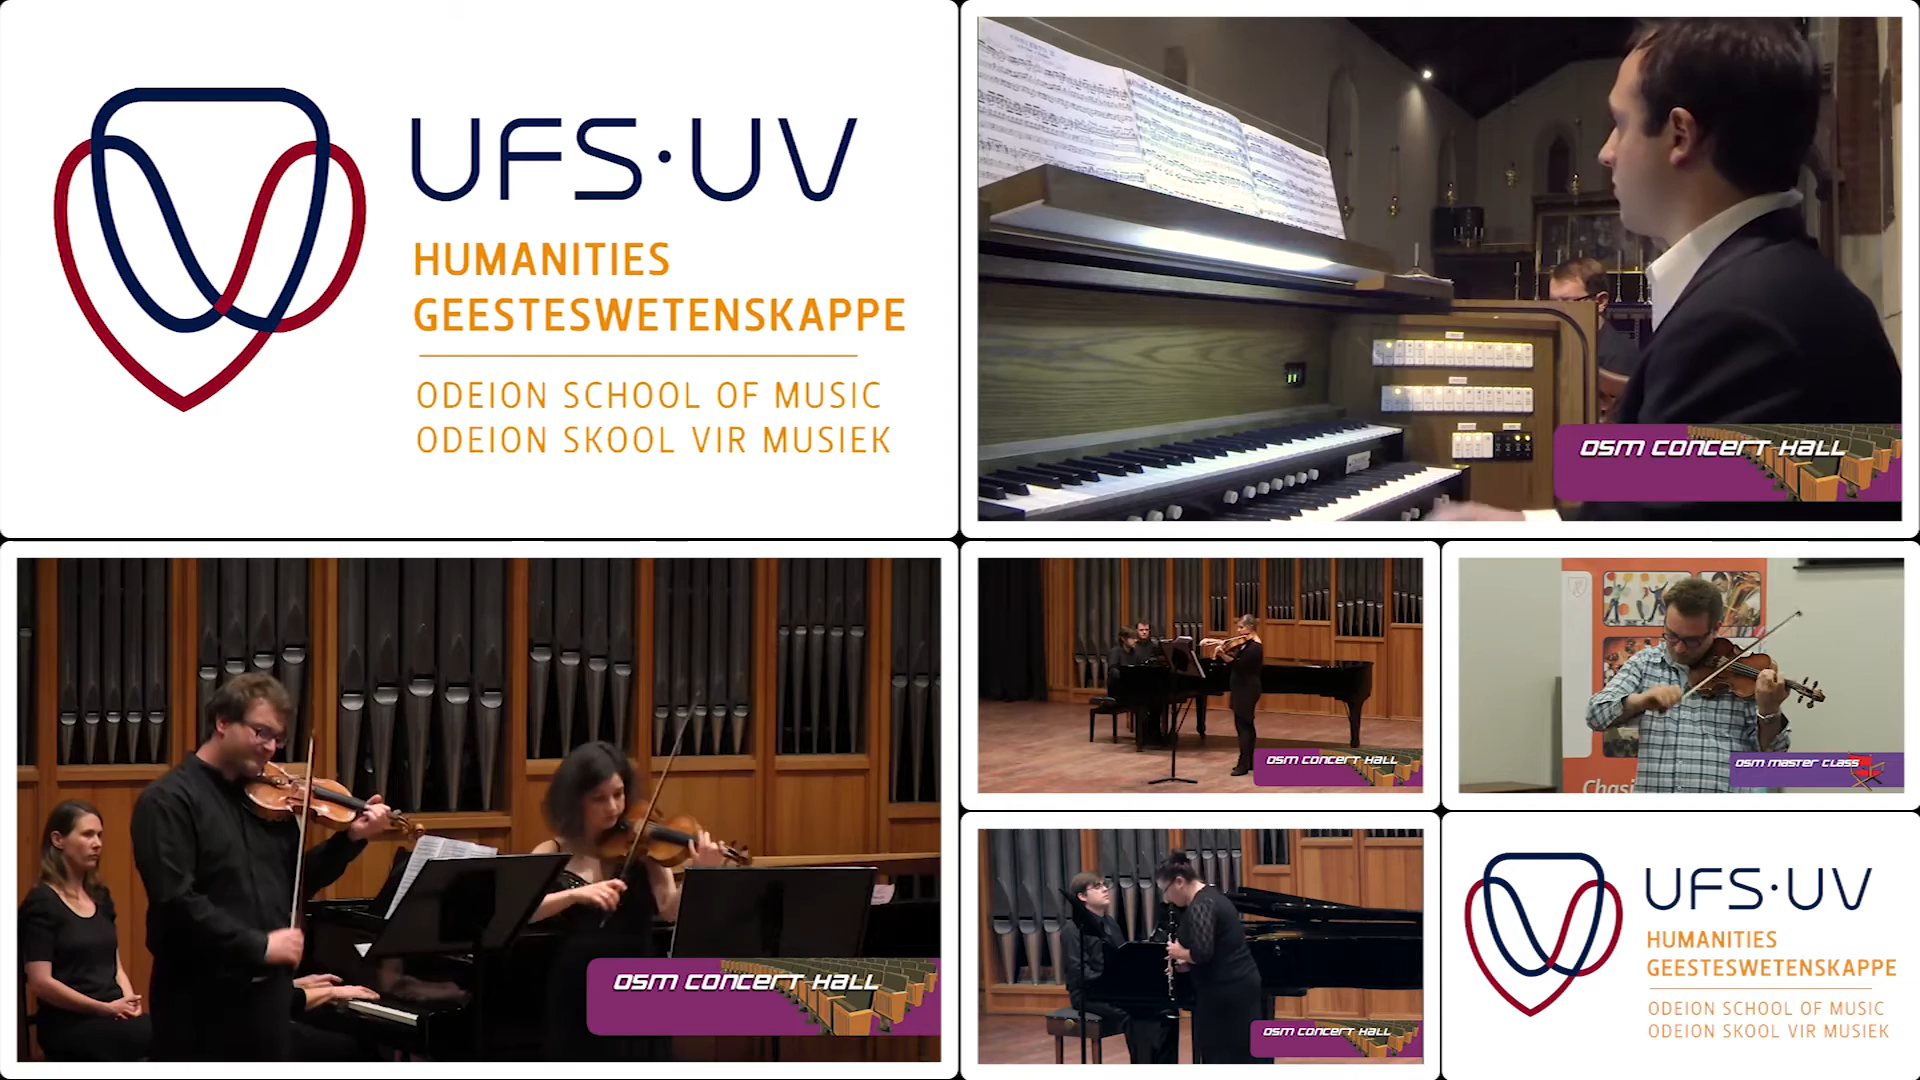 UFS·UV
HUMANITIES
GEESTESWETENSKAPPE
ODEION SCHOOL OF MUSIC
ODEION SKOOL VIR MUSIEK
OSM CONCERT HALL
OSM CONCERT HALL
OSM CONCERT HALL
Chasi
OSM MASTER CLASS
OSM CONCERT HALL
UFS·UV
HUMANITIES
GEESTESWETENSKAPPE
ODEION SCHOOL OF MUSIC
ODEION SKOOL VIR MUSIEK